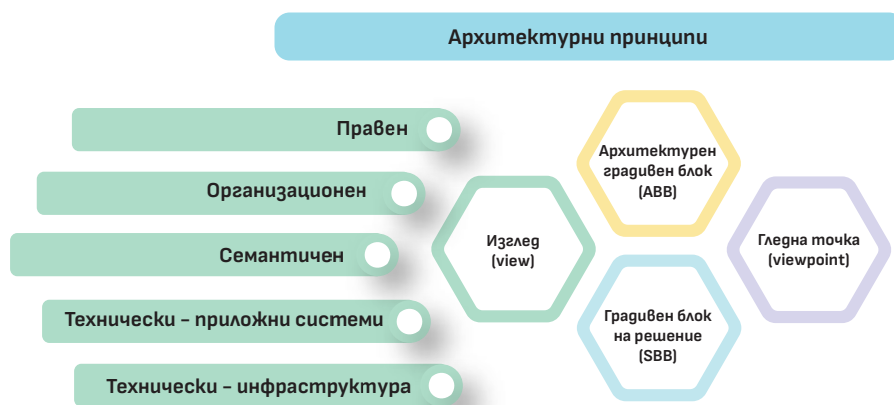 Архитектурни принципи
Правен
Организационен
Семантичен
Технически - приложни системи
Технически - инфраструктура
Изглед
(view)
Архитектурен
градивен блок
(ABB)
Градивен блок
на решение
(SBB)
Гледна точка
(viewpoint)